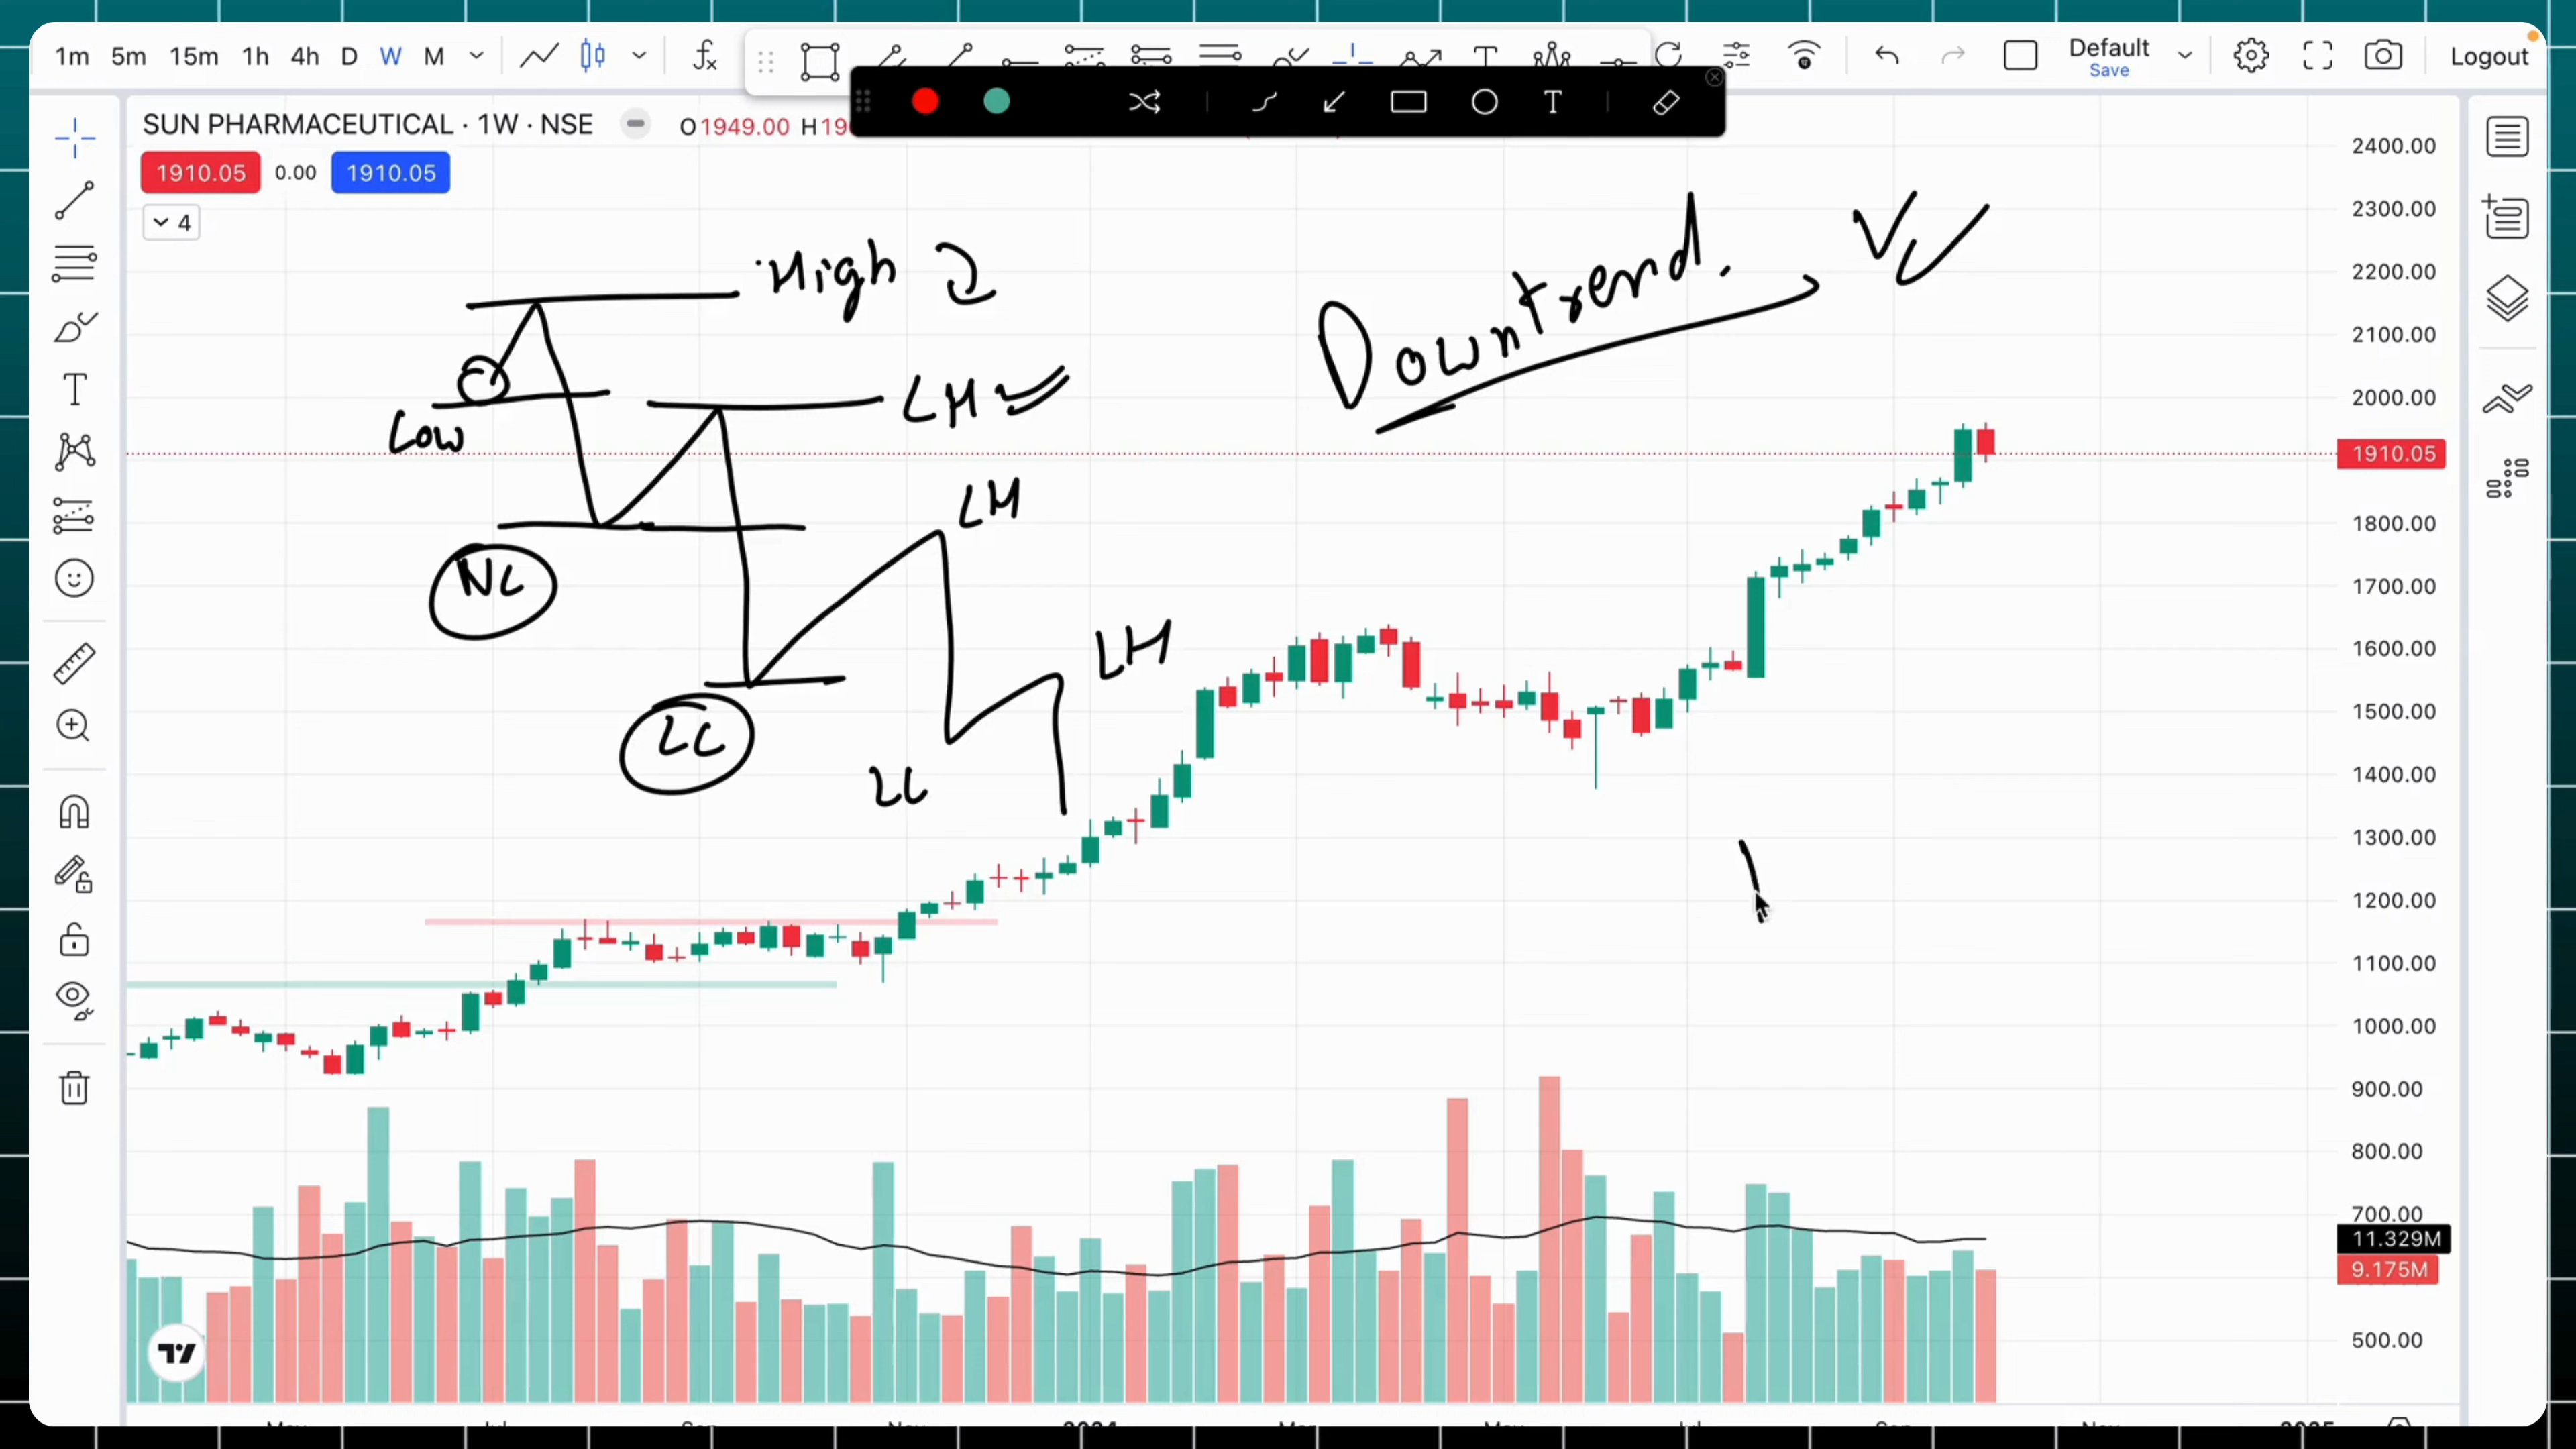 1m 5m 15m 1h 4h D W M
Default
Save
Logout
SUN PHARMACEUTICAL · 1W · NSE
O1949.00 H19
1910.05 0.00 1910.05
4
High
Downtrend.
Low
LH
LH
NL
LH
LL
LL
2400.00
2300.00
2200.00
2100.00
2000.00
1910.05
1800.00
1700.00
1600.00
1500.00
1400.00
1300.00
1200.00
1100.00
1000.00
900.00
800.00
700.00
11.329M
9.175M
500.00